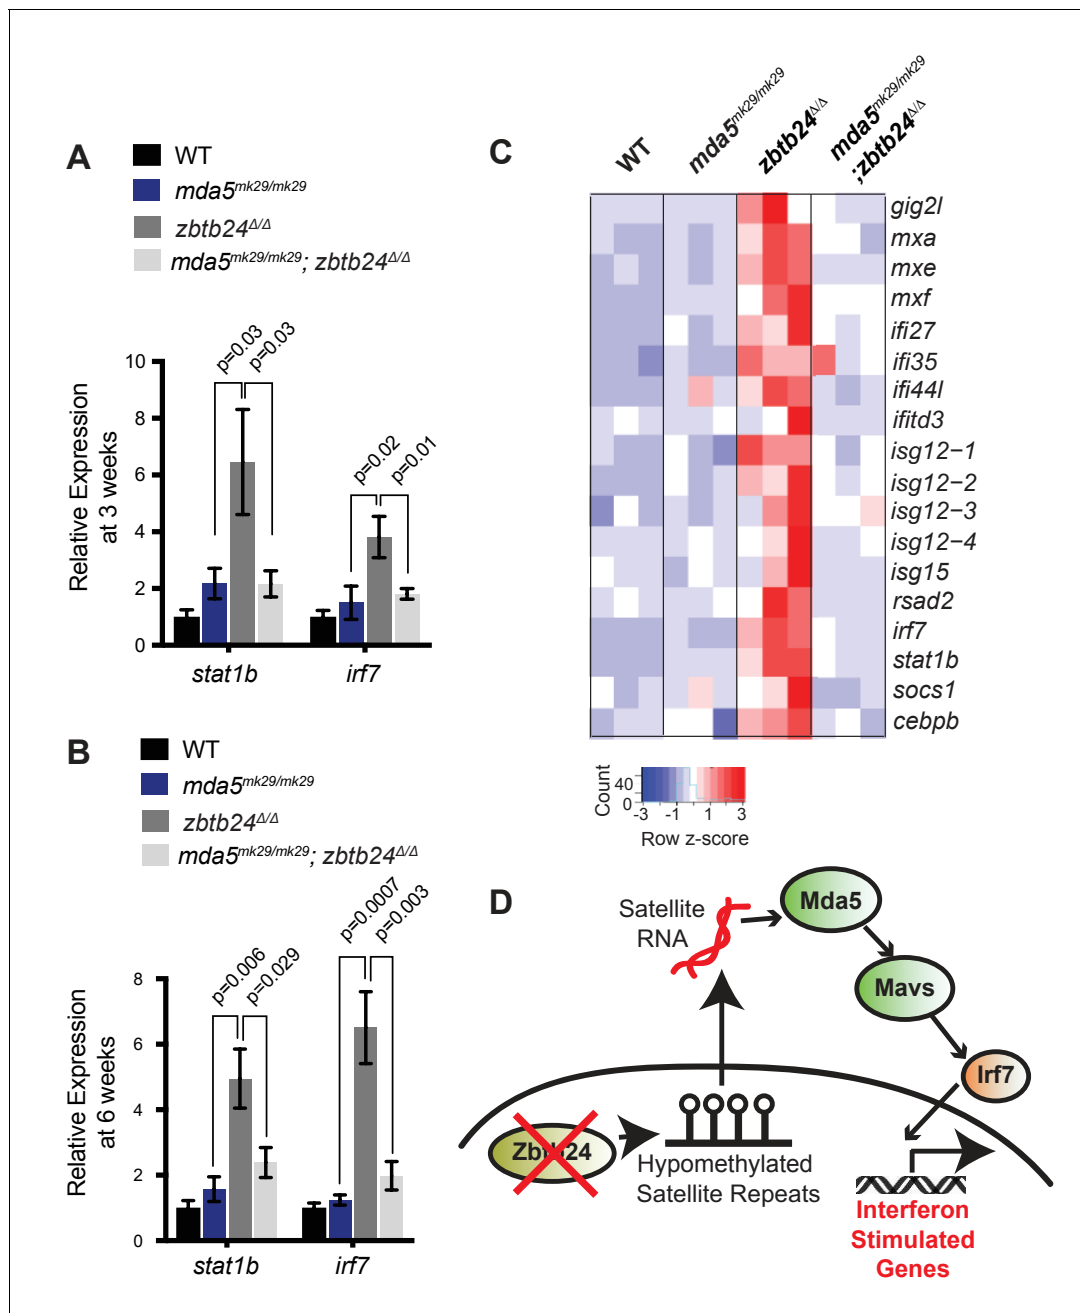 A
WT
mda5mk29/mk29
zbtb24Δ/Δ
mda5mk29/mk29; zbtb24Δ/Δ
p=0.03
p=0.03
p=0.02
p=0.01
Relative Expression
at 3 weeks
10
8
6
4
2
0
stat1b
irf7
B
WT
mda5mk29/mk29
zbtb24Δ/Δ
mda5mk29/mk29; zbtb24Δ/Δ
p=0.006
p=0.029
p=0.0007
p=0.003
Relative Expression
at 6 weeks
8
6
4
2
0
stat1b
irf7
C
WT
mda5mk29/mk29
zbtb24Δ/Δ
mda5mk29/mk29
;zbtb24Δ/Δ
gig2l
mxa
mxe
mxf
ifi27
ifi35
ifi44l
ifitd3
isg12−1
isg12−2
isg12−3
isg12−4
isg15
rsad2
irf7
stat1b
socs1
cebpb
Count
40
0
-3 -1 1 3
Row z-score
D
Satellite
RNA
Mda5
Mavs
Irf7
Zbtb24
Hypomethylated
Satellite Repeats
Interferon
Stimulated
Genes